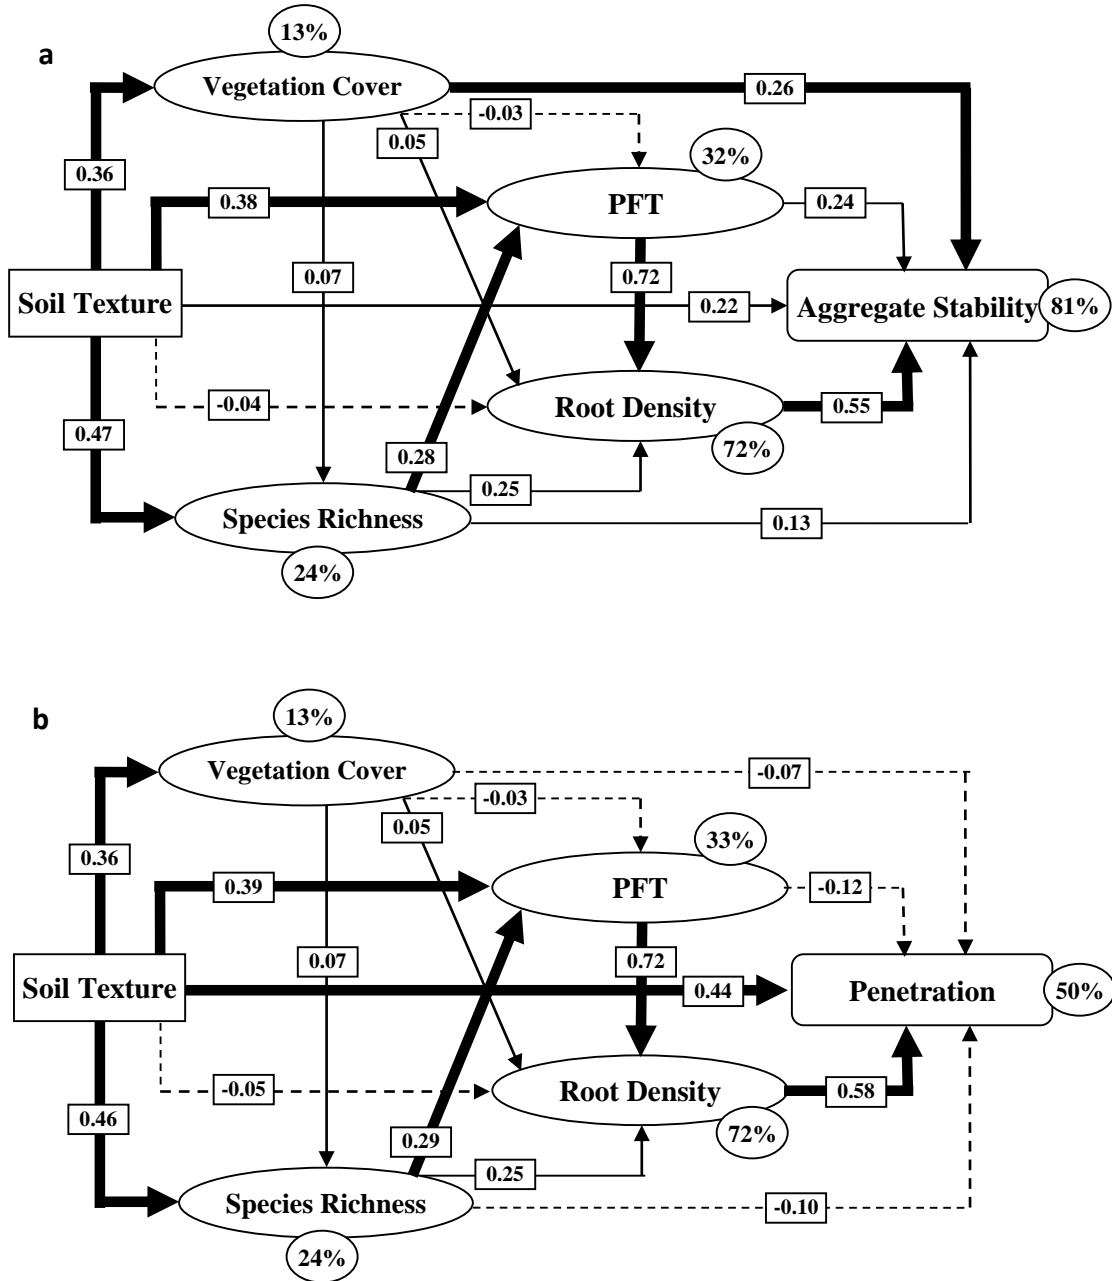 13%
a
Vegetation Cover
0.26
-0.03
0.05
32%
0.36
0.38
PFT
0.24
0.07
0.72
Soil Texture
0.22
Aggregate Stability
81%
-0.04
Root Density
0.55
0.47
0.28
72%
0.25
Species Richness
0.13
24%
13%
b
Vegetation Cover
-0.07
-0.03
0.05
33%
0.36
0.39
PFT
-0.12
0.07
0.72
Soil Texture
0.44
Penetration
50%
-0.05
Root Density
0.58
0.46
0.29
72%
0.25
Species Richness
-0.10
24%